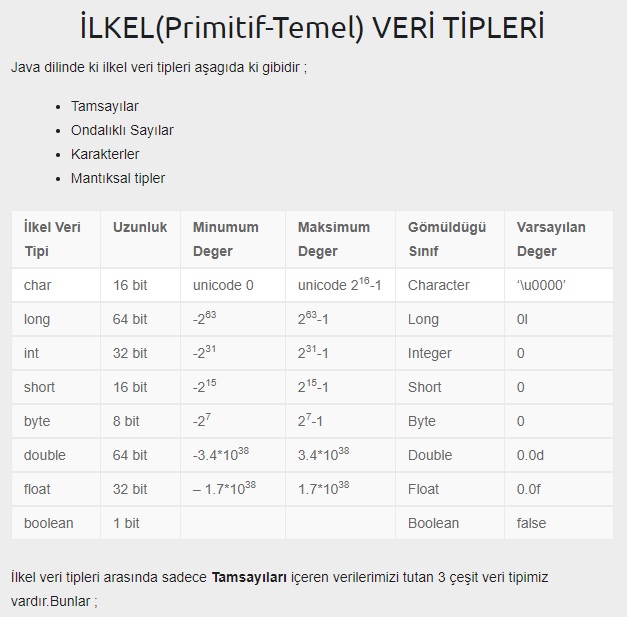 İLKEL(Primitif-Temel) VERİ TİPLERİ
Java dilinde ki ilkel veri tipleri aşagıda ki gibidir ;
• Tamsayılar
• Ondalıklı Sayılar
• Karakterler
• Mantıksal tipler
İlkel Veri Tipi Uzunluk Minumum Deger Maksimum Deger Gömüldügü Sınıf Varsayılan Deger
char 16 bit unicode 0 unicode 2^16-1 Character ‘\u0000’
long 64 bit -2^63 2^63-1 Long 0l
int 32 bit -2^31 2^31-1 Integer 0
short 16 bit -2^15 2^15-1 Short 0
byte 8 bit -2^7 2^7-1 Byte 0
double 64 bit -3.4*10^38 3.4*10^38 Double 0.0d
float 32 bit – 1.7*10^38 1.7*10^38 Float 0.0f
boolean 1 bit Boolean false
İlkel veri tipleri arasında sadece Tamsayıları içeren verilerimizi tutan 3 çeşit veri tipimiz
vardır.Bunlar ;